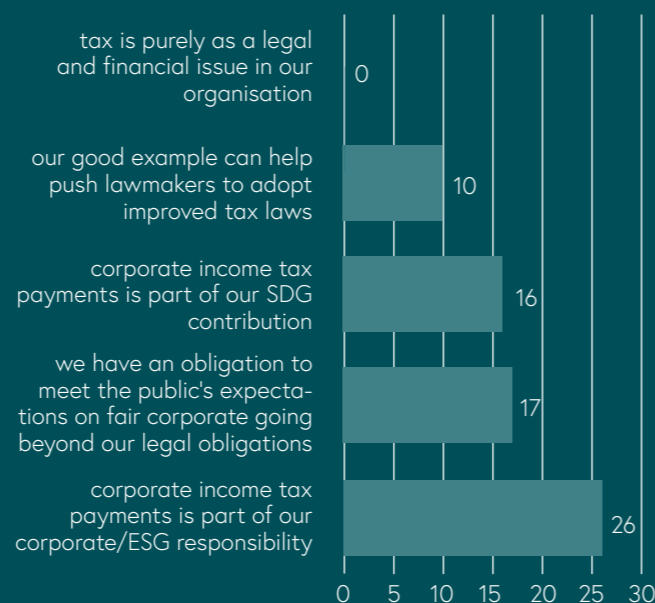 tax is purely as a legal
and financial issue in our
organisation
0
our good example can help
push lawmakers to adopt
improved tax laws
10
corporate income tax
payments is part of our SDG
contribution
16
we have an obligation to
meet the public's expecta-
tions on fair corporate going
beyond our legal obligations
17
corporate income tax
payments is part of our
corporate/ESG responsibility
26
0 5 10 15 20 25 30